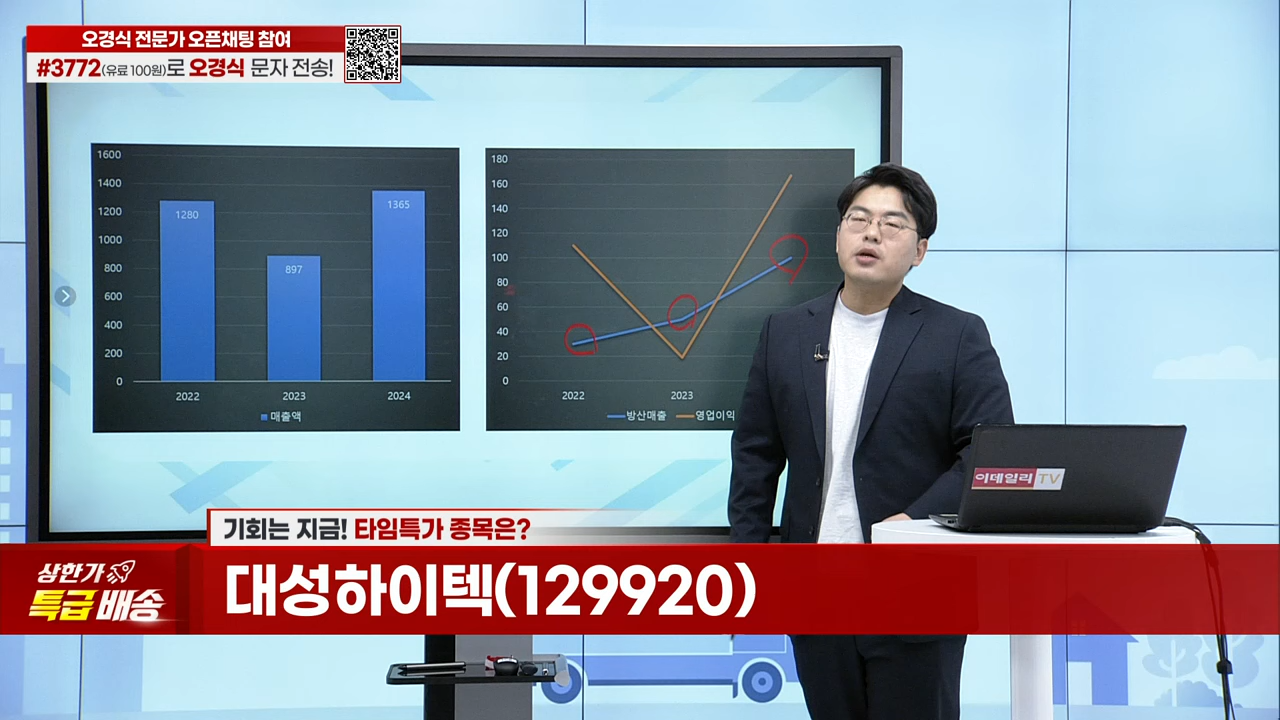 오경식 전문가 오픈채팅 참여
#3772(유료 100원)로 오경식 문자 전송!
1600
1400
1200
1000
800
600
400
200
0
1280
897
1365
2022
2023
2024
매출액
180
160
140
120
100
80
60
40
20
0
2022
2023
방산매출
영업이익
이데일리TV
기회는 지금! 타임특가 종목은?
상한가
특급 배송
대성하이텍(129920)